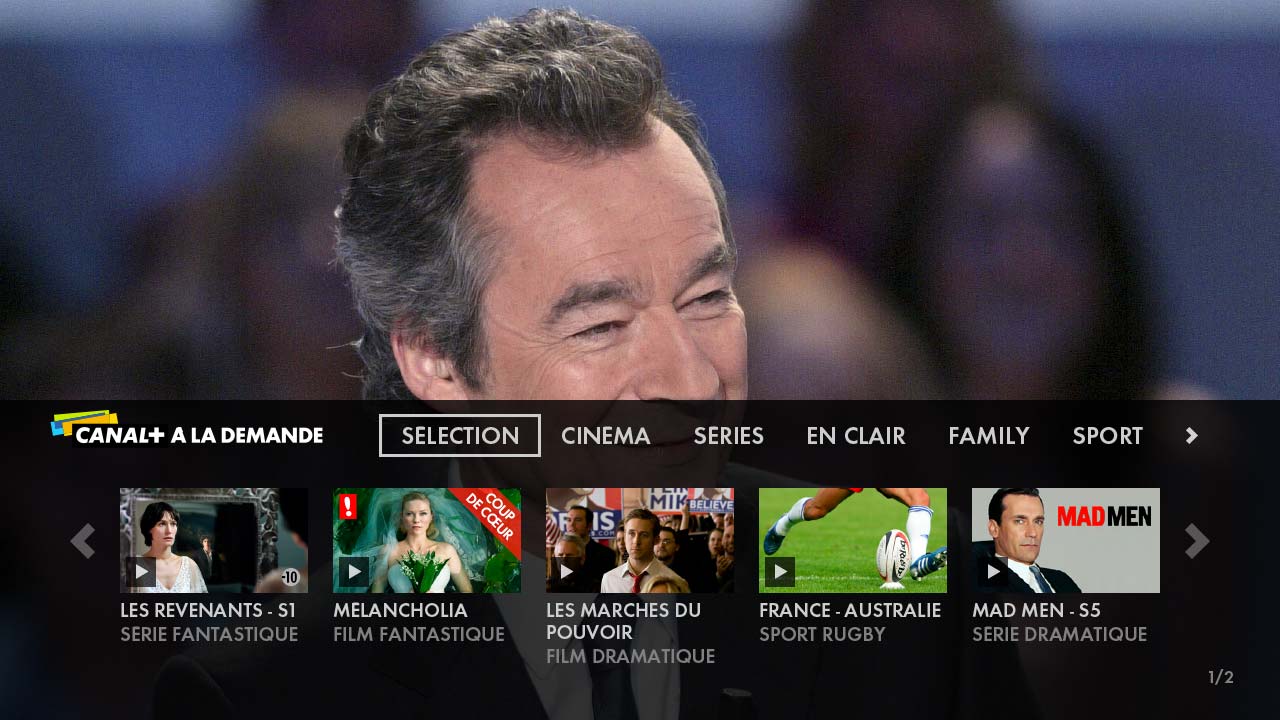 CANAL+ A LA DEMANDE
SELECTION
CINEMA
SERIES
EN CLAIR
FAMILY
SPORT
!
COUP
DE CŒUR
-10
MIK
BELIEVE
MAD MEN
LES REVENANTS - S1
SERIE FANTASTIQUE
MELANCHOLIA
FILM FANTASTIQUE
LES MARCHES DU
POUVOIR
FILM DRAMATIQUE
FRANCE - AUSTRALIE
SPORT RUGBY
MAD MEN - S5
SERIE DRAMATIQUE
1/2